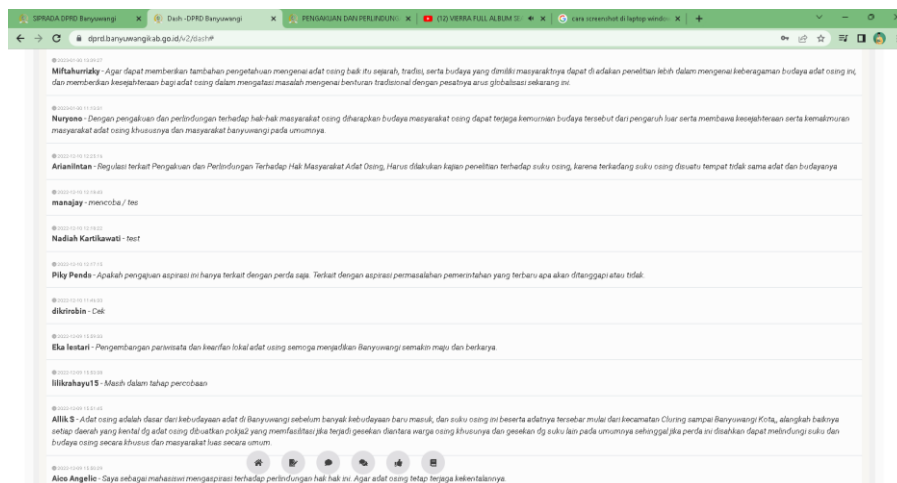 SIPRADA DPRD Banyuwangi
Dash -DPRD Banyuwangi
PENGAKUAN DAN PERLINDUNG
(12) VIERRA FULL ALBUM
cara screenshot di laptop window
dprd.banyuwangikab.go.id/v2/dash#
Miftahurrizky - Agar dapat memberikan tambahan pengetahuan mengenai adat osing baik itu sejarah, tradisi, serta budaya yang dimiliki masyarakatnya dapat di adakan penelitian lebih dalam mengenai keberagaman budaya adat osing ini,
dan memberikan kesejahteraan bagi adat osing dalam mengatasi masalah mengenai benturan tradisional dengan pesatnya arus globalisasi sekarang ini.
Nuryono - Dengan pengakuan dan perlindungan terhadap hak-hak masyarakat osing diharapkan budaya masyarakat osing dapat terjaga kemurnian budaya tersebut dari pengaruh luar serta membawa kesejahteraan serta kemakmuran
masyarakat adat osing khususnya dan masyarakat banyuwangi pada umumnya.
Arianiintan - Regulasi terkait Pengakuan dan Perlindungan Terhadap Hak Masyarakat Adat Osing, Harus dilakukan kajian penelitian terhadap suku osing, karena terkadang suku osing disuatu tempat tidak sama adat dan budayanya
manajay - mencoba / tes
Nadiah Kartikawati - test
Piky Pends - Apakah pengajuan aspirasi ini hanya terkait dengan perda saja. Terkait dengan aspirasi permasalahan pemerintahan yang terbaru apa akan ditanggapi atau tidak.
dikrirobin - Cek
Eka lestari - Pengembangan pariwisata dan kearifan lokal adat using semoga menjadikan Banyuwangi semakin maju dan berkarya.
lilikrahayu15 - Masih dalam tahap percobaan
Allik S - Adat osing adalah dasar dari kebudayaan adat di Banyuwangi sebelum banyak kebudayaan baru masuk, dan suku osing ini beserta adatnya tersebar mulai dari kecamatan Cluring sampai Banyuwangi Kota,, alangkah baiknya
setiap daerah yang kental dg adat osing dibuatkan pokja2 yang memfasilitasi jika terjadi gesekan diantara warga osing khusunya dan gesekan dg suku lain pada umumnya sehinggal jika perda ini disahkan dapat melindungi suku dan
budaya osing secara khusus dan masyarakat luas secara umum.
Aico Angelic - Saya sebagai mahasiswi mengaspirasi terhadap perlindungan hak hak ini. Agar adat osing tetap terjaga kekentalannya.